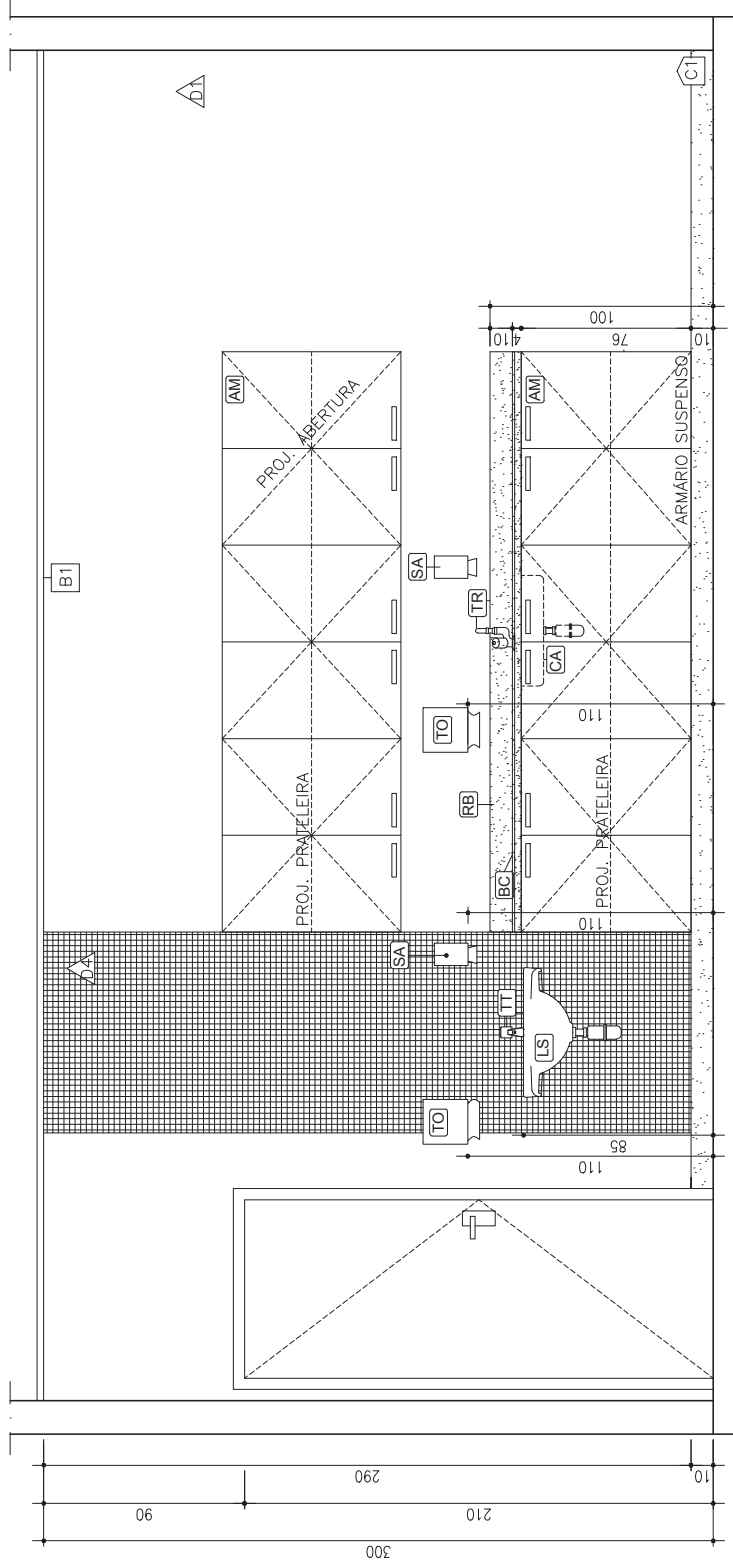 300
90
210
290
10
B1
D4
D1
C1
AM
PROJ. PRATELEIRA
PROJ. ABERTURA
TO
SA
TO
SA
TT
LS
TR
RB
BC
CA
AM
PROJ. PRATELEIRA
ARMÁRIO SUSPENSO
110
85
110
110
10
4
76
10
100